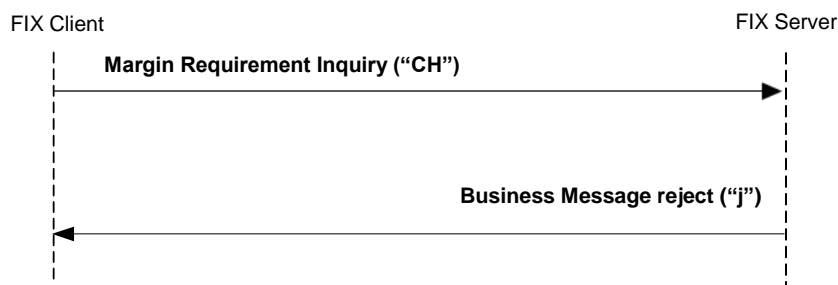 FIX Client
FIX Server
Margin Requirement Inquiry (“CH”)
Business Message reject (“j”)